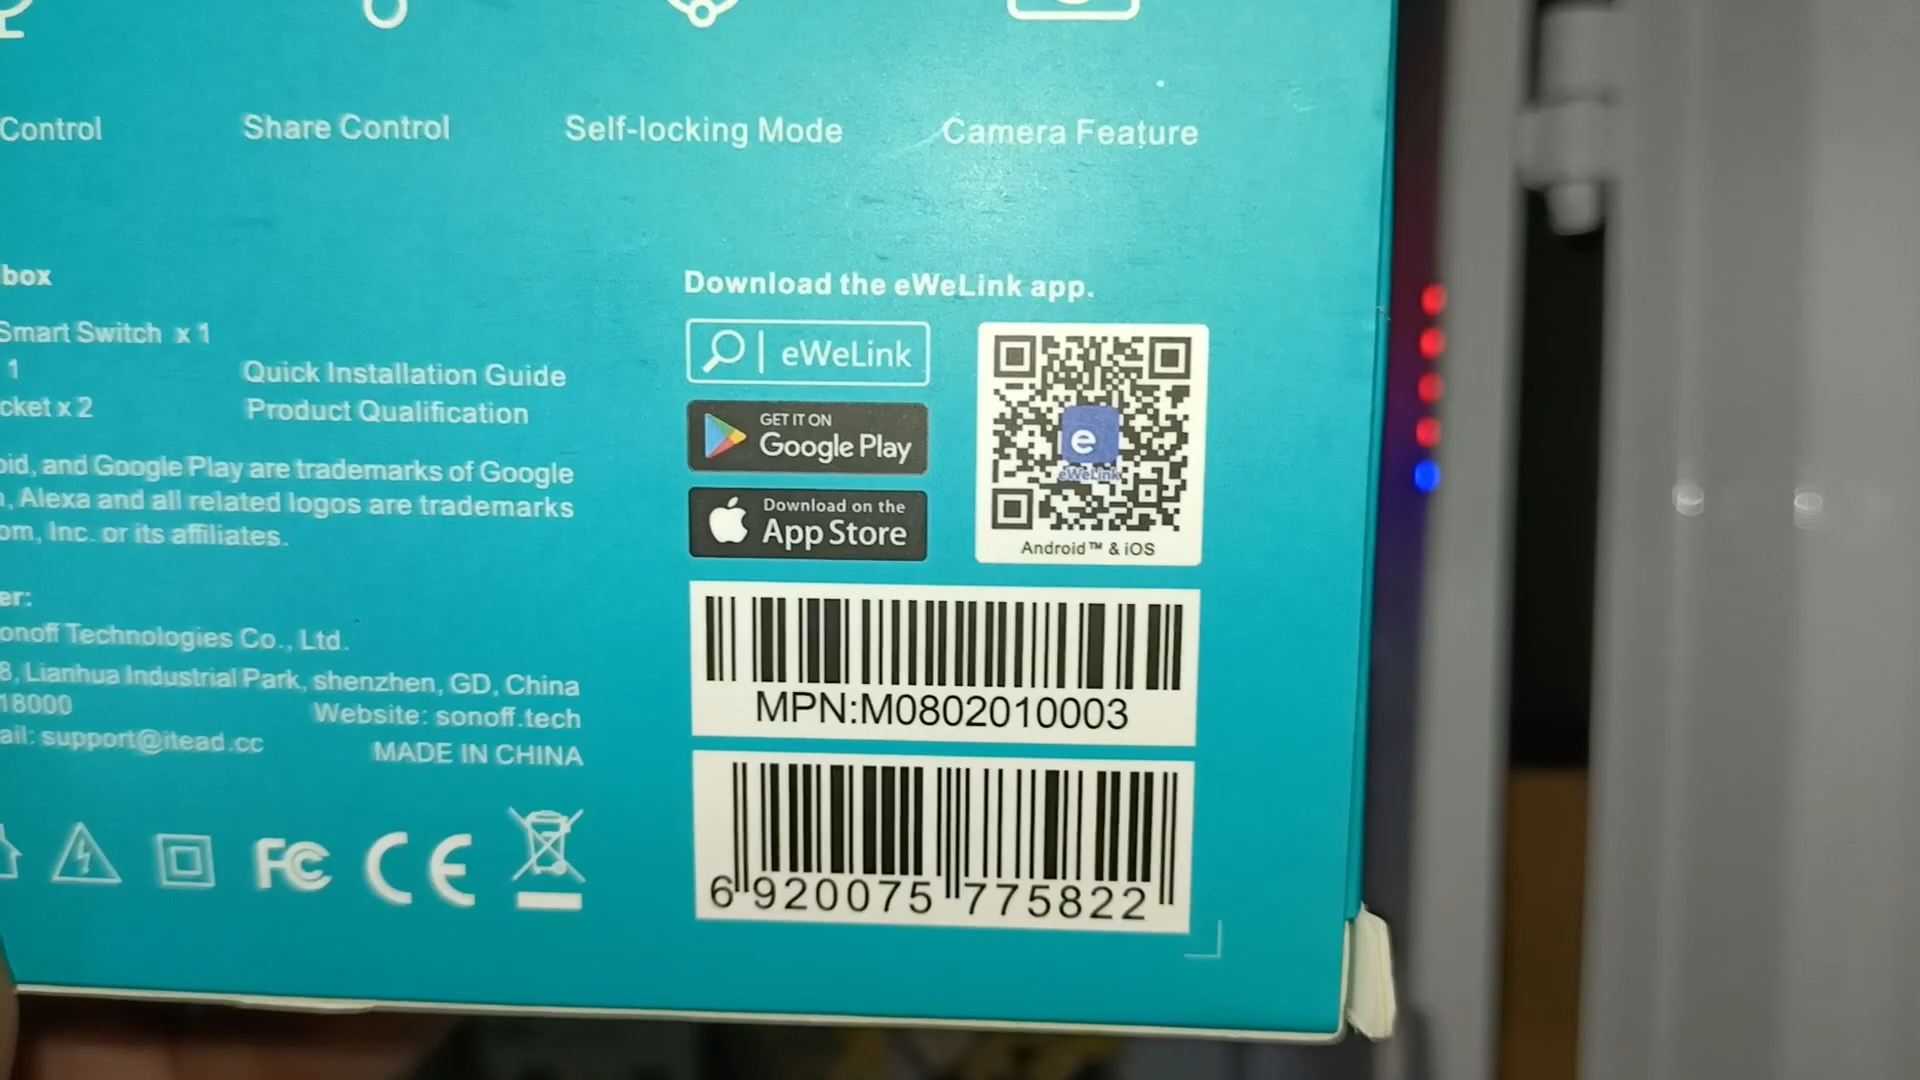 Control
Share Control
Self-locking Mode
Camera Feature
box
Smart Switch x 1
1
Quick Installation Guide
cket x 2
Product Qualification
oid, and Google Play are trademarks of Google
, Alexa and all related logos are trademarks
om, Inc. or its affiliates.
er:
onoff Technologies Co., Ltd.
8, Lianhua Industrial Park, shenzhen, GD, China
18000
Website: sonoff.tech
ail: support@itead.cc
MADE IN CHINA
FC CE
Download the eWeLink app.
eWeLink
GET IT ON
Google Play
Download on the
App Store
e
eWeLink
Android™ & iOS
MPN:M0802010003
6 920075 775822